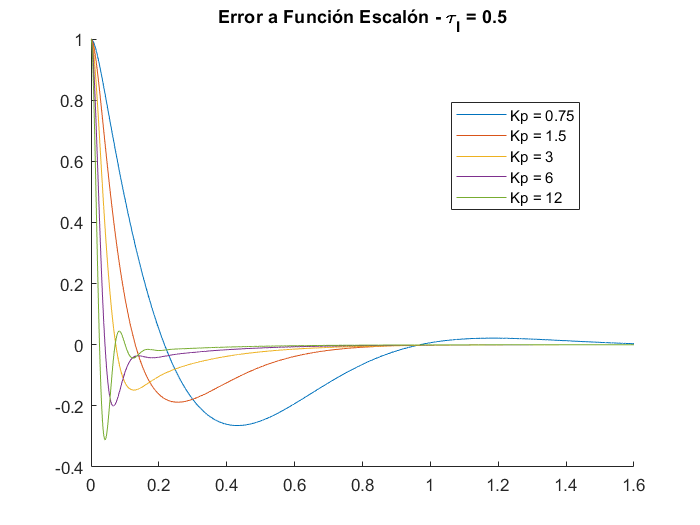 Error a Función Escalón - τI = 0.5
1
0.8
0.6
0.4
0.2
0
-0.2
-0.4
Kp = 0.75
Kp = 1.5
Kp = 3
Kp = 6
Kp = 12
0 0.2 0.4 0.6 0.8 1 1.2 1.4 1.6